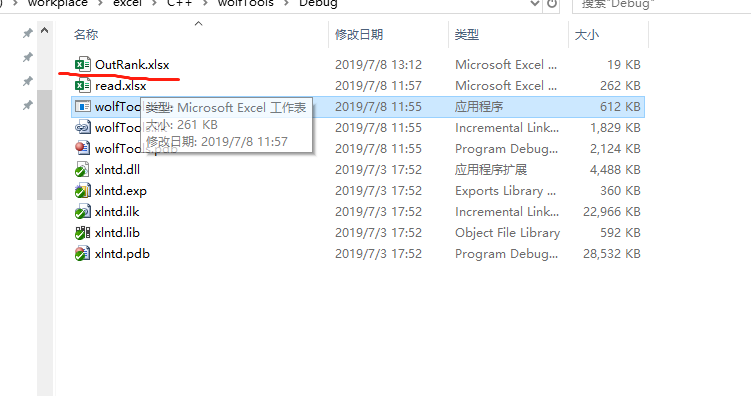 workplace excel C++ wolfTools Debug 搜索"Debug"
名称 修改日期 类型 大小
OutRank.xlsx 2019/7/8 13:12 Microsoft Excel ... 19 KB
read.xlsx 2019/7/8 11:57 Microsoft Excel ... 262 KB
2019/7/8 11:55 应用程序 612 KB
类型: Microsoft Excel 工作表
2019/7/8 11:55 Incremental Link... 1,829 KB
大小: 261 KB
2019/7/8 11:55 Program Debug... 2,124 KB
修改日期: 2019/7/8 11:57
xlntd.dll 2019/7/3 17:52 应用程序扩展 4,488 KB
xlntd.exp 2019/7/3 17:52 Exports Library ... 360 KB
xlntd.ilk 2019/7/3 17:52 Incremental Link... 22,966 KB
xlntd.lib 2019/7/3 17:52 Object File Library 592 KB
xlntd.pdb 2019/7/3 17:52 Program Debug... 28,532 KB